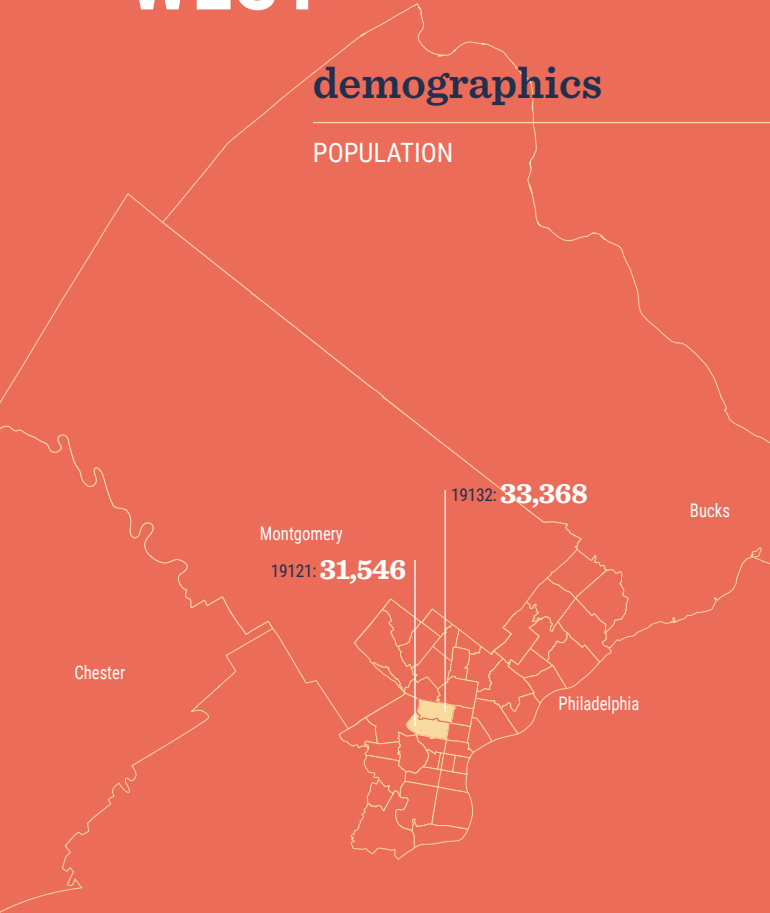 demographics
POPULATION
19132: 33,368
Bucks
Montgomery
19121: 31,546
Chester
Philadelphia